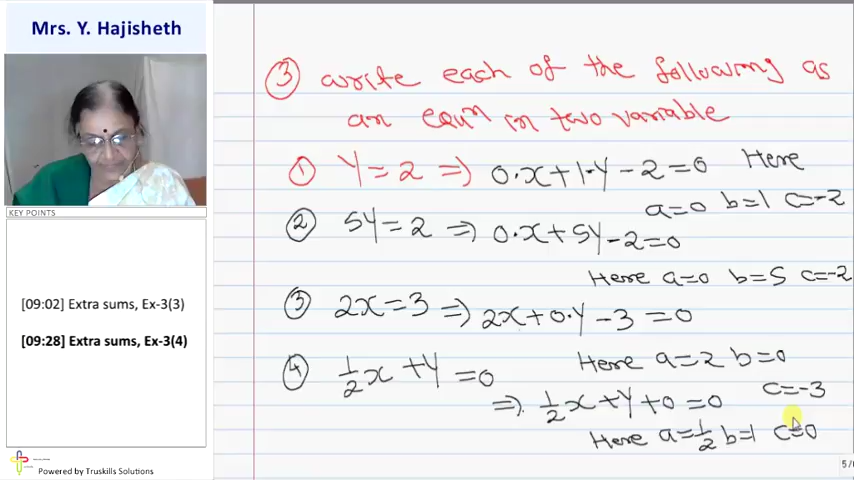 Mrs. Y. Hajisheth
KEY POINTS
[09:02] Extra sums, Ex-3(3)
[09:28] Extra sums, Ex-3(4)
Powered by Truskills Solutions
③ write each of the following as
an equn in two variable
① Y=2 => 0·x+1·Y-2=0 Here
a=0 b=1 c=-2
② 5Y=2 => 0·x+5Y-2=0
Here a=0 b=5 c=-2
③ 2x=3 => 2x+0·Y-3=0
Here a=2 b=0
c=-3
④ 1/2x+Y=0
=> 1/2x+Y+0=0
Here a=1/2 b=1 c=0